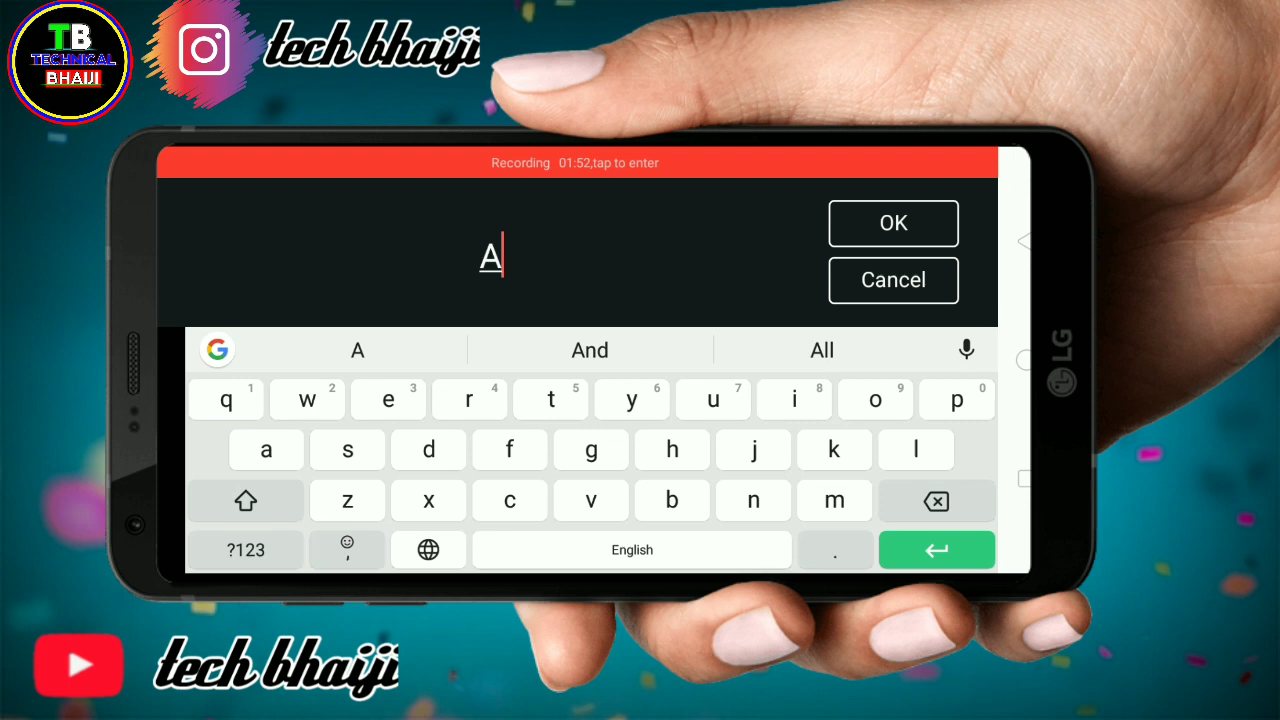 TB
TECHNICAL
BHAIJI
tech bhaiji
Recording 01:52,tap to enter
A
OK
Cancel
A And All
q 1 w 2 e 3 r 4 t 5 y 6 u 7 i 8 o 9 p 0
a s d f g h j k l
z x c v b n m
?123 , English .
LG
tech bhaiji